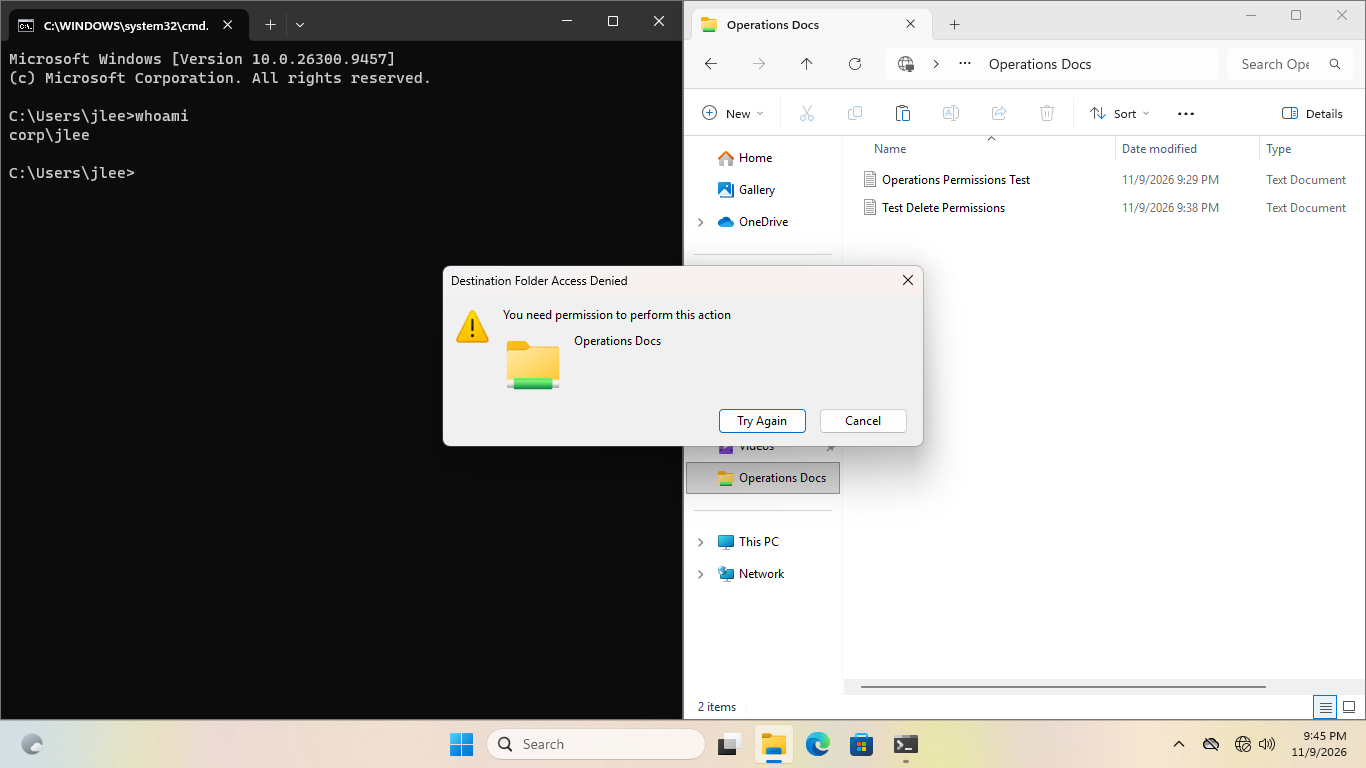 C:\WINDOWS\system32\cmd.
Microsoft Windows [Version 10.0.26300.9457]
(c) Microsoft Corporation. All rights reserved.
C:\Users\jlee>whoami
corp\jlee
C:\Users\jlee>
Operations Docs
Operations Docs
Search Ope
New
Sort
Details
Home
Gallery
OneDrive
Videos
Operations Docs
This PC
Network
Name Date modified Type
Operations Permissions Test 11/9/2026 9:29 PM Text Document
Test Delete Permissions 11/9/2026 9:38 PM Text Document
2 items
Destination Folder Access Denied
You need permission to perform this action
Operations Docs
Try Again Cancel
Search
9:45 PM
11/9/2026